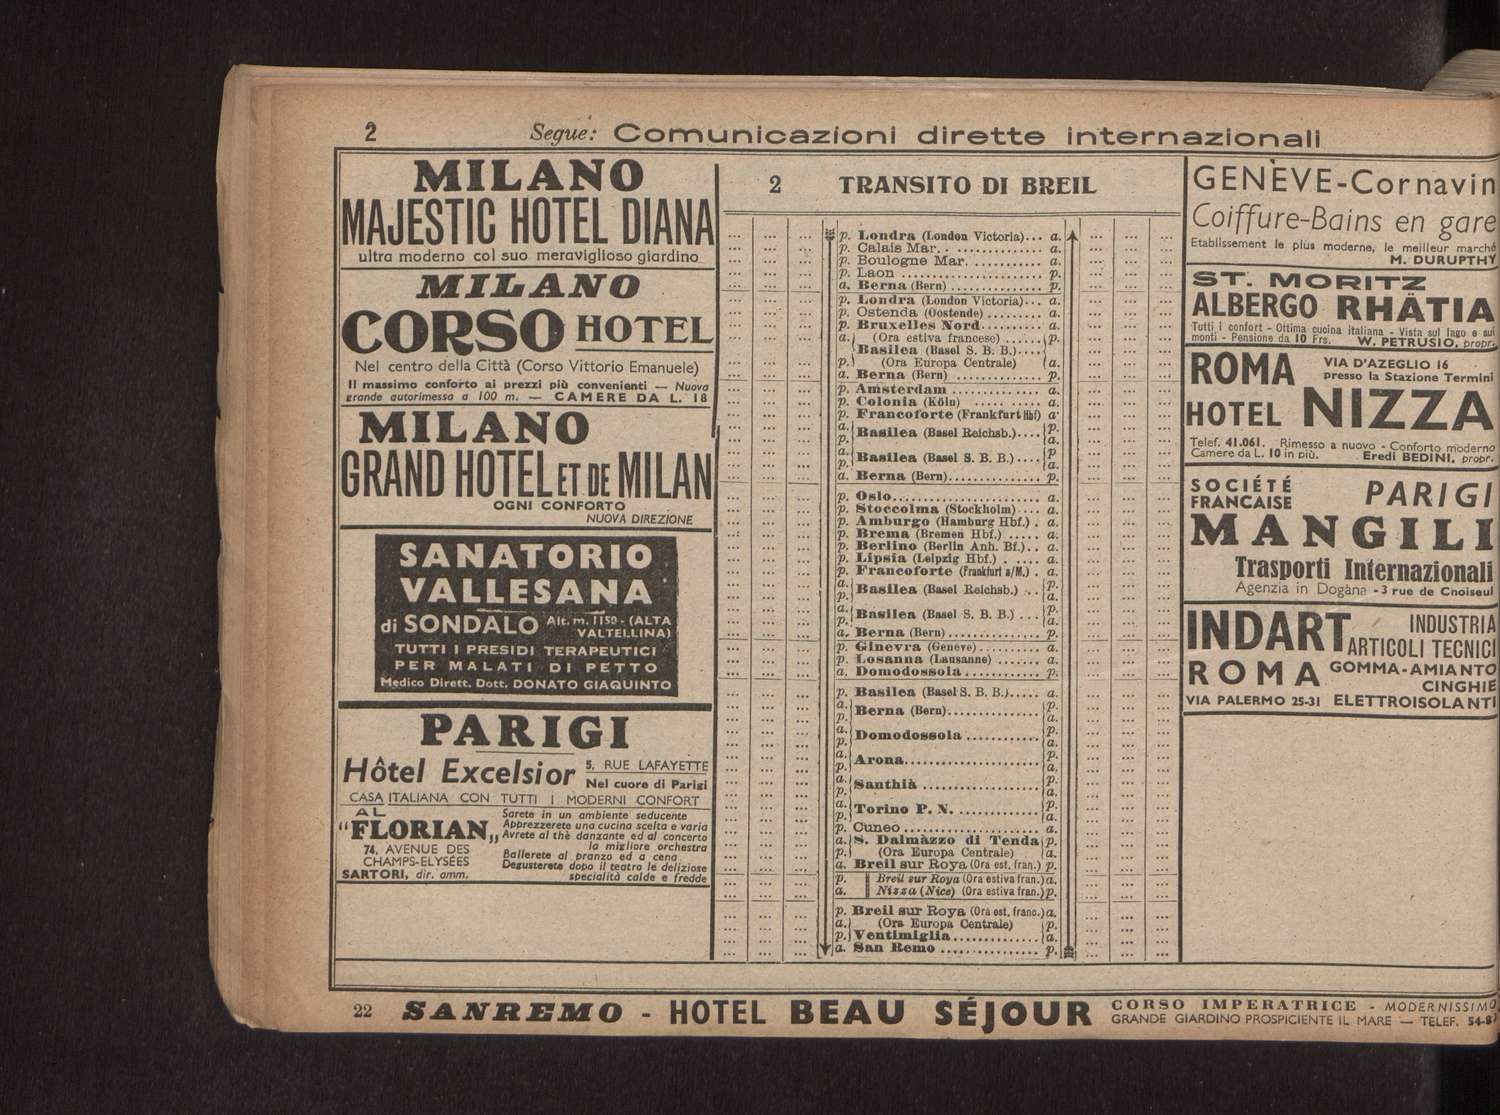 2
Segue: Comunicazioni dirette internazionali
MILANO
MAJESTIC HOTEL DIANA
ultra moderno col suo meraviglioso giardino
MILANO
CORSO HOTEL
Nel centro della Città (Corso Vittorio Emanuele)
Il massimo conforto ai prezzi più convenienti — Nuova
grande autorimessa a 100 m. — CAMERE DA L. 18
MILANO
GRAND HOTEL ET DE MILAN
OGNI CONFORTO
NUOVA DIREZIONE
SANATORIO
VALLESANA
di SONDALO Alt. m. 1150 - (ALTA
VALTELLINA)
TUTTI I PRESIDI TERAPEUTICI
PER MALATI DI PETTO
Medico Dirett. Dott. DONATO GIAQUINTO
PARIGI
Hôtel Excelsior 5, RUE LAFAYETTE
Nel cuore di Parigi
CASA ITALIANA CON TUTTI I MODERNI CONFORT
AL
"FLORIAN„
74, AVENUE DES
CHAMPS-ELYSÉES
SARTORI, dir. amm.
Sarete in un ambiente seducente
Apprezzerete una cucina scelta e varia
Avrete al thè danzante ed al concerto
la migliore orchestra
Ballerete al pranzo ed a cena
Degusterete dopo il teatro le deliziose
specialità calde e fredde
2 TRANSITO DI BREIL
p. Londra (London Victoria)... a.
p. Calais Mar. ............... a.
p. Boulogne Mar. ............ a.
p. Laon ..................... a.
a. Berna (Bern) .............. p.
p. Londra (London Victoria)... a.
p. Ostenda (Oostende) ......... a.
p. Bruxelles Nord......... a.
a. (Ora estiva francese) ...... p.
Basilea (Basel S. B. B.)....
p. (Ora Europa Centrale) a.
a. Berna (Bern) .............. p.
p. Amsterdam .............. a.
p. Colonia (Köln) ..... ..... a.
p. Francoforte (Frankfurt Hbf) a.
a. p.
Basilea (Basel Reichsb.)....
p. a.
a. p
Basilea (Basel S. B. B.)....
p. a.
a. Berna (Bern)............... p.
p. Oslo....................... a.
p. Stoccolma (Stockholm).... a.
p. Amburgo (Hamburg Hbf.) . a.
p. Brema (Bremen Hbf.) ..... a.
p. Berlino (Berlin Anh. Bf.).. a.
p. Lipsia (Leipzig Hbf.) . .... a.
p. Francoforte (Frankfurt a/M.) . a.
a. p.
Basilea (Basel Reichsb.) ...
p. a.
a. p.
Basilea (Basel S. B. B.) ...
p. a.
a. Berna (Bern)............... p.
p. Ginevra (Genève)........... a.
p. Losanna (Lausanne) ....... a.
a. Domodossola............. p.
p. Basilea (Basel S. B. B.)..... a.
a. p.
Berna (Bern)...............
p. a.
a. p.
Domodossola ............
p. a.
a. p.
Arona......................
p. a.
a. p.
Santhià ....................
p. a.
a. p.
Torino P. N. .............
p. a.
p. Cuneo .................... a.
a. S. Dalmàzzo di Tenda p.
p. (Ora Europa Centrale) a.
a. Breil sur Roya (Ora est. fran.) p.
p. Breil sur Roya (Ora estiva fran.) a.
a. Nizza (Nice) (Ora estiva fran.) p.
p. Breil sur Roya (Ora est. franc.) a.
a. (Ora Europa Centrale) p.
p. Ventimiglia.............. a.
a. San Remo ................ p.
GENÈVE-Cornavin
Coiffure-Bains en gare
Etablissement le plus moderne, le meilleur marché
M. DURUPTHY
ST. MORITZ
ALBERGO RHÄTIA
Tutti i confort - Ottima cucina italiana - Vista sul lago e sui
monti - Pensione da 10 Frs. W. PETRUSIO, propr.
ROMA VIA D'AZEGLIO 16
presso la Stazione Termini
HOTEL NIZZA
Telef. 41.061. Rimesso a nuovo - Conforto moderno
Camere da L. 10 in più. Eredi BEDINI, propr.
SOCIÉTÉ
FRANCAISE PARIGI
MANGILI
Trasporti Internazionali
Agenzia in Dogana - 3 rue de Cnoiseul
INDART INDUSTRIA
ARTICOLI TECNICI
ROMA GOMMA-AMIANTO
CINGHIE
VIA PALERMO 25-31 ELETTROISOLANTI
22 SANREMO - HOTEL BEAU SÉJOUR CORSO IMPERATRICE - MODERNISSIMO
GRANDE GIARDINO PROSPICIENTE IL MARE — TELEF.